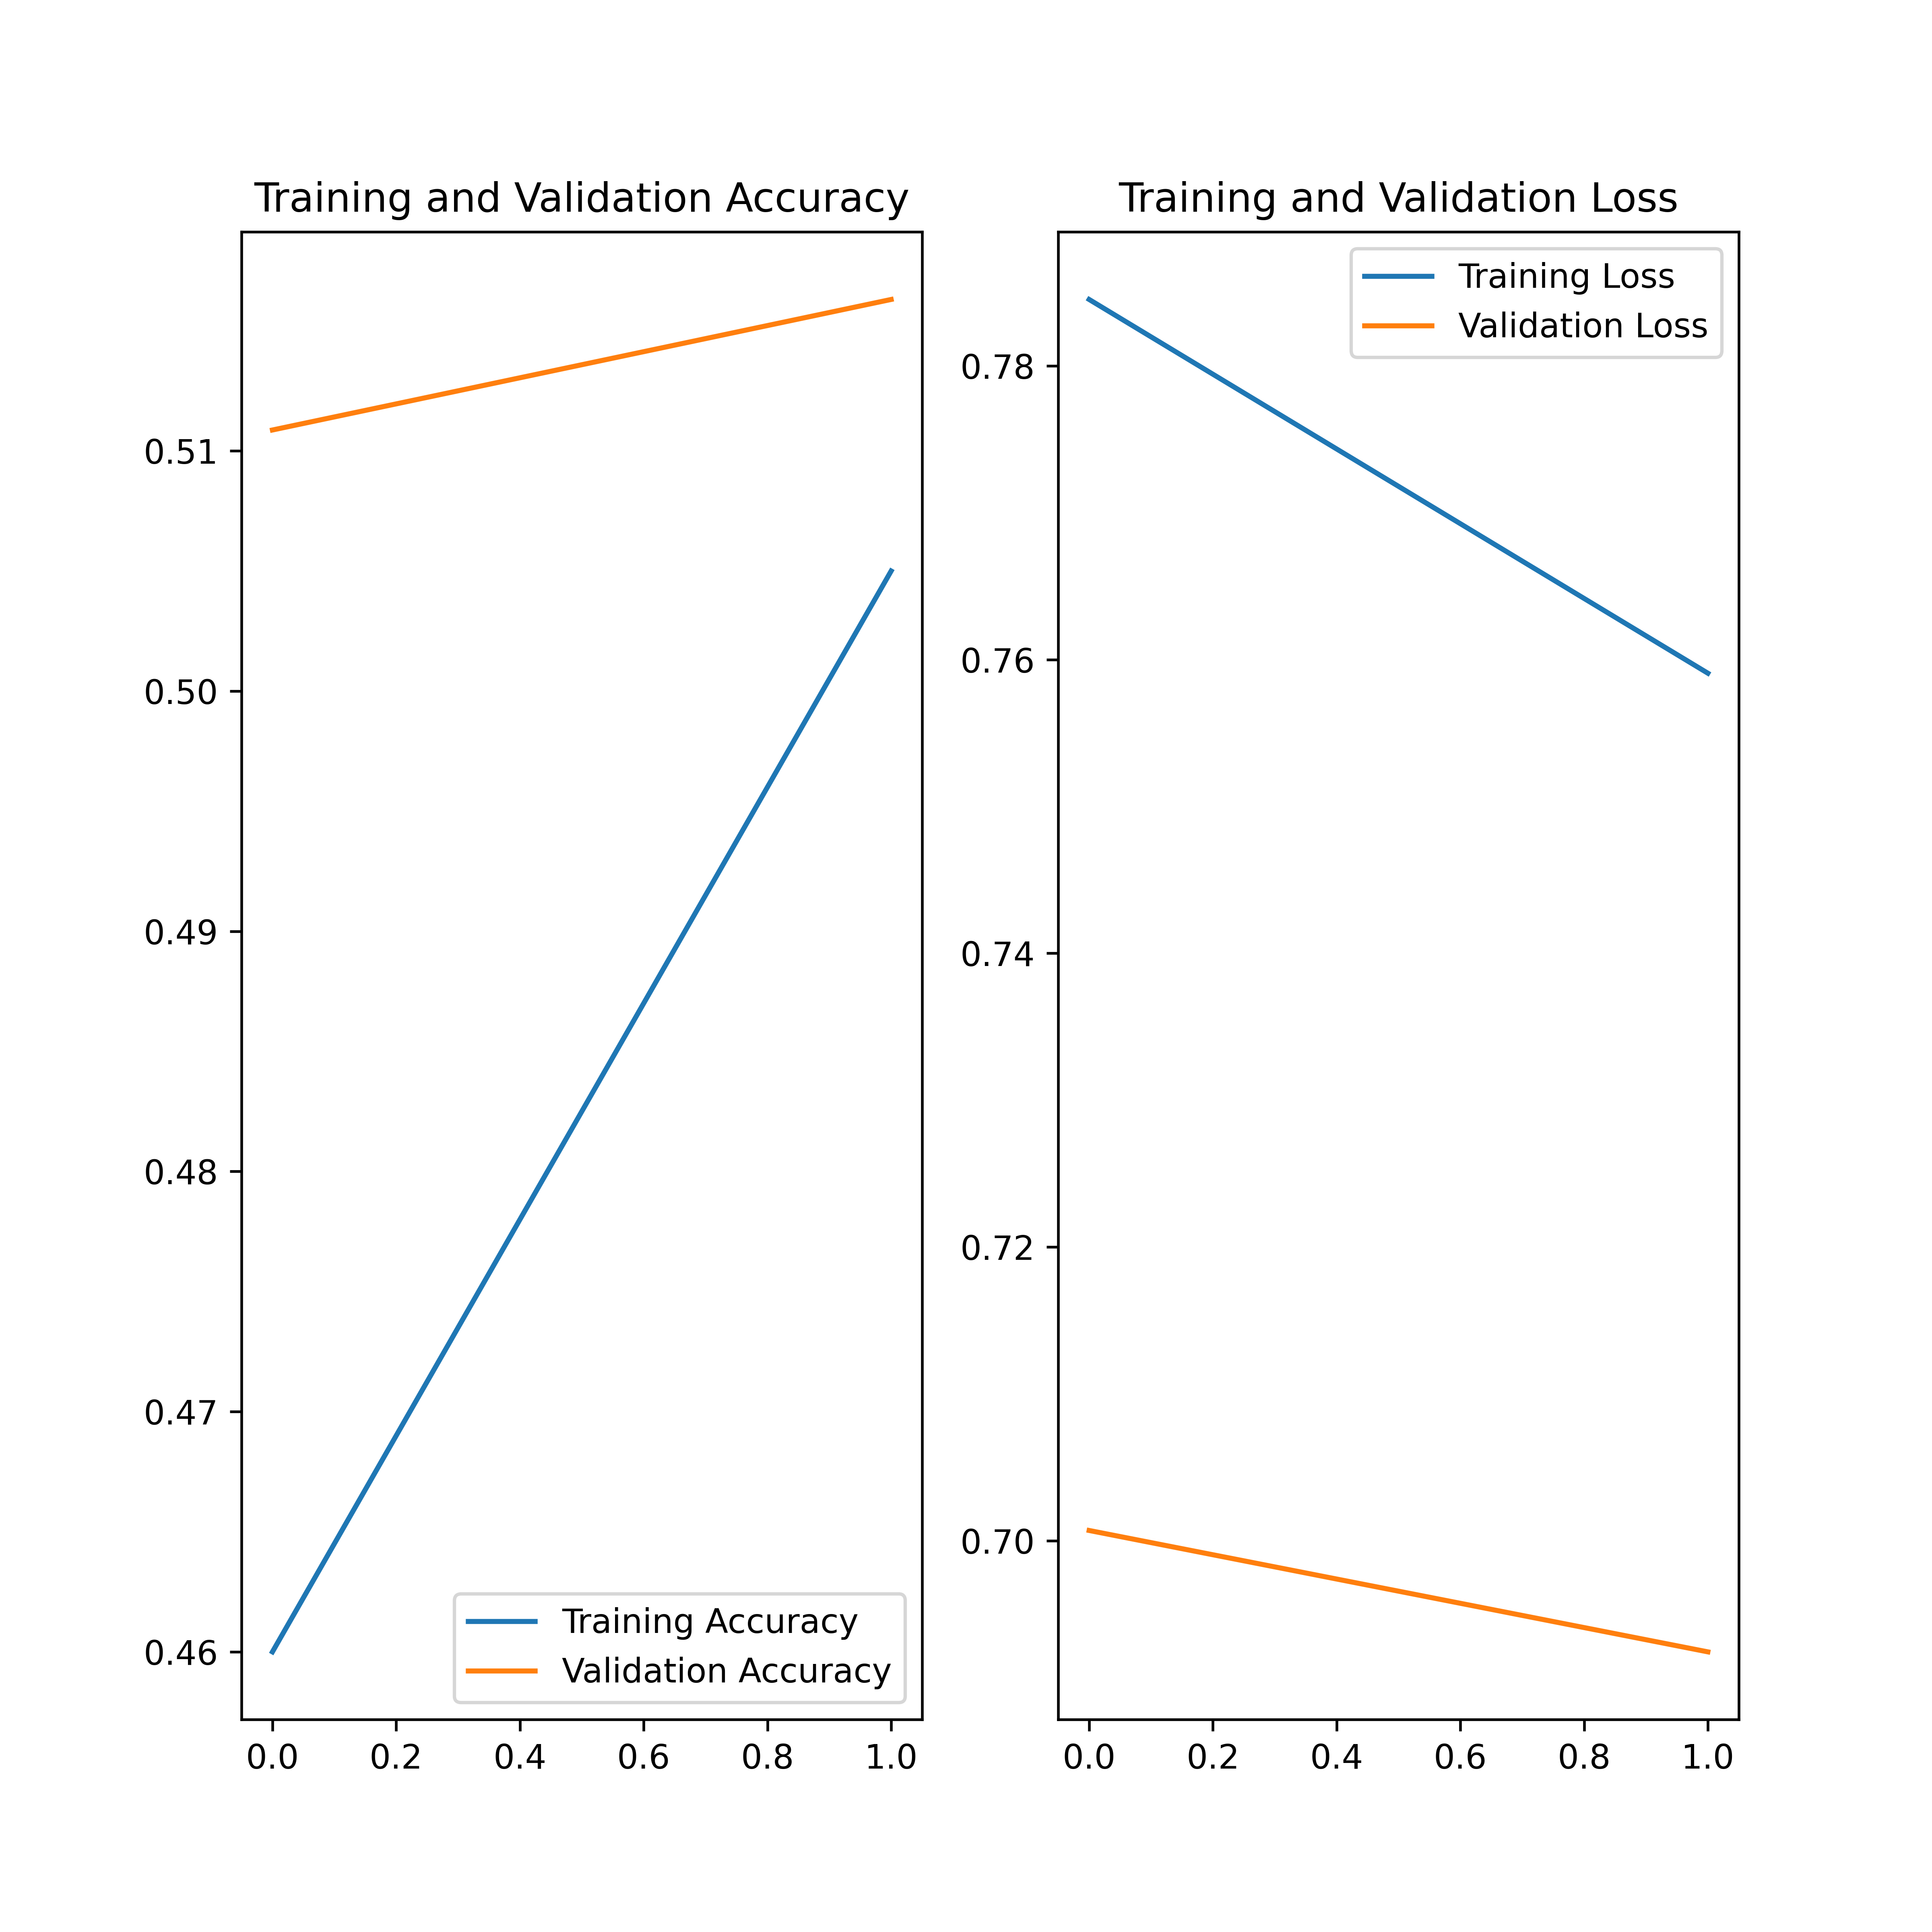 Training and Validation Accuracy
0.51
0.50
0.49
0.48
0.47
0.46
0.0 0.2 0.4 0.6 0.8 1.0
Training Accuracy
Validation Accuracy
Training and Validation Loss
0.78
0.76
0.74
0.72
0.70
0.0 0.2 0.4 0.6 0.8 1.0
Training Loss
Validation Loss